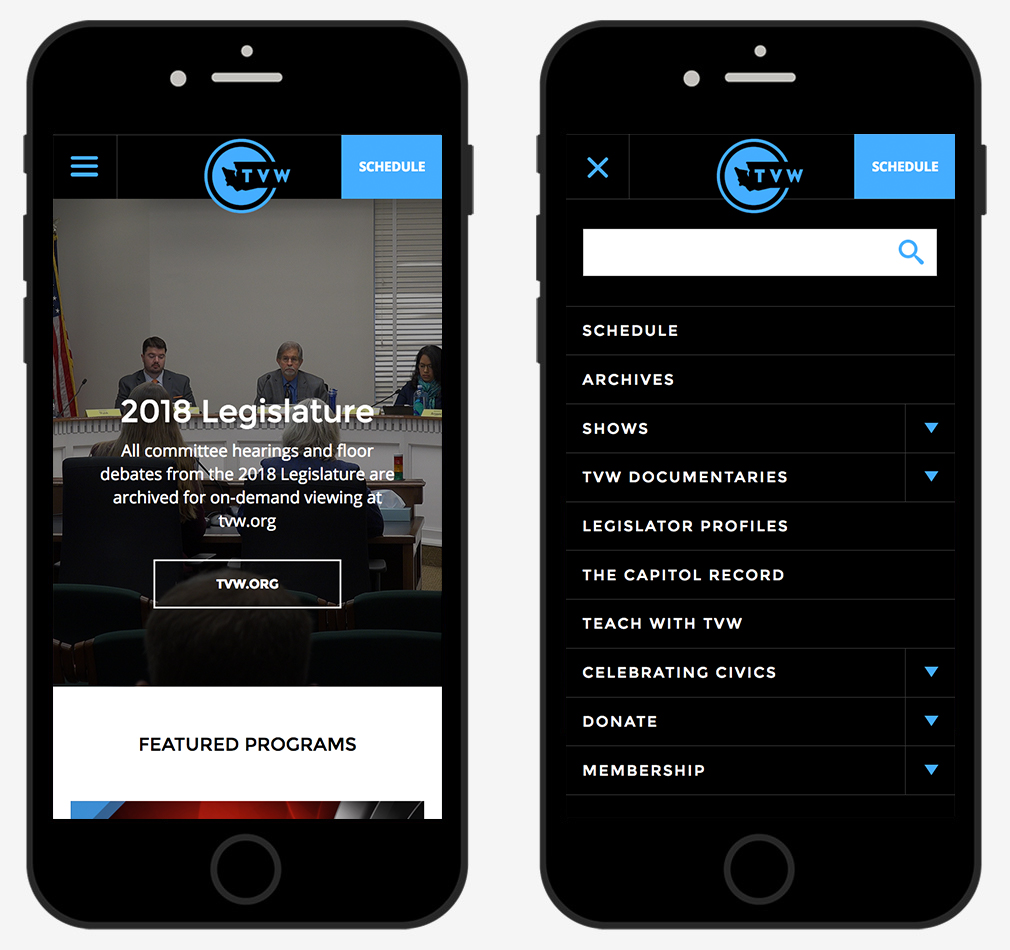 SCHEDULE
TVW
2018 Legislature
All committee hearings and floor
debates from the 2018 Legislature are
archived for on-demand viewing at
tvw.org
TVW.ORG
FEATURED PROGRAMS
TVW
SCHEDULE
SCHEDULE
ARCHIVES
SHOWS
TVW DOCUMENTARIES
LEGISLATOR PROFILES
THE CAPITOL RECORD
TEACH WITH TVW
CELEBRATING CIVICS
DONATE
MEMBERSHIP